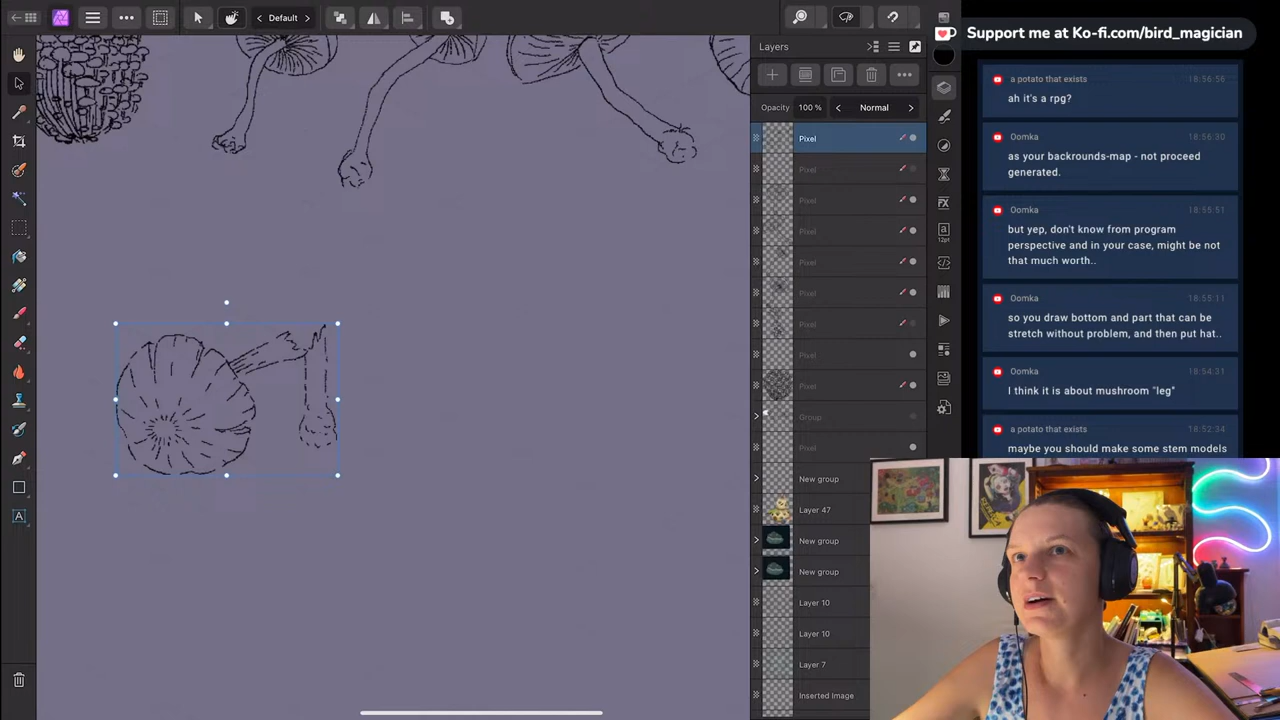 Default
Layers
Opacity 100 % Normal
Pixel
Pixel
Pixel
Pixel
Pixel
Pixel
Pixel
Pixel
Pixel
Group
Pixel
New group
Layer 47
New group
New group
Layer 10
Layer 10
Layer 7
Inserted Image
12pt
FX
A
Support me at Ko-fi.com/bird_magician
a potato that exists 18:56:56
ah it's a rpg?
Oomka 18:56:30
as your backrounds-map - not proceed
generated.
Oomka 18:55:51
but yep, don't know from program
perspective and in your case, might be not
that much worth..
Oomka 18:55:11
so you draw bottom and part that can be
stretch without problem, and then put hat..
Oomka 18:54:31
I think it is about mushroom "leg"
a potato that exists 18:52:34
maybe you should make some stem models